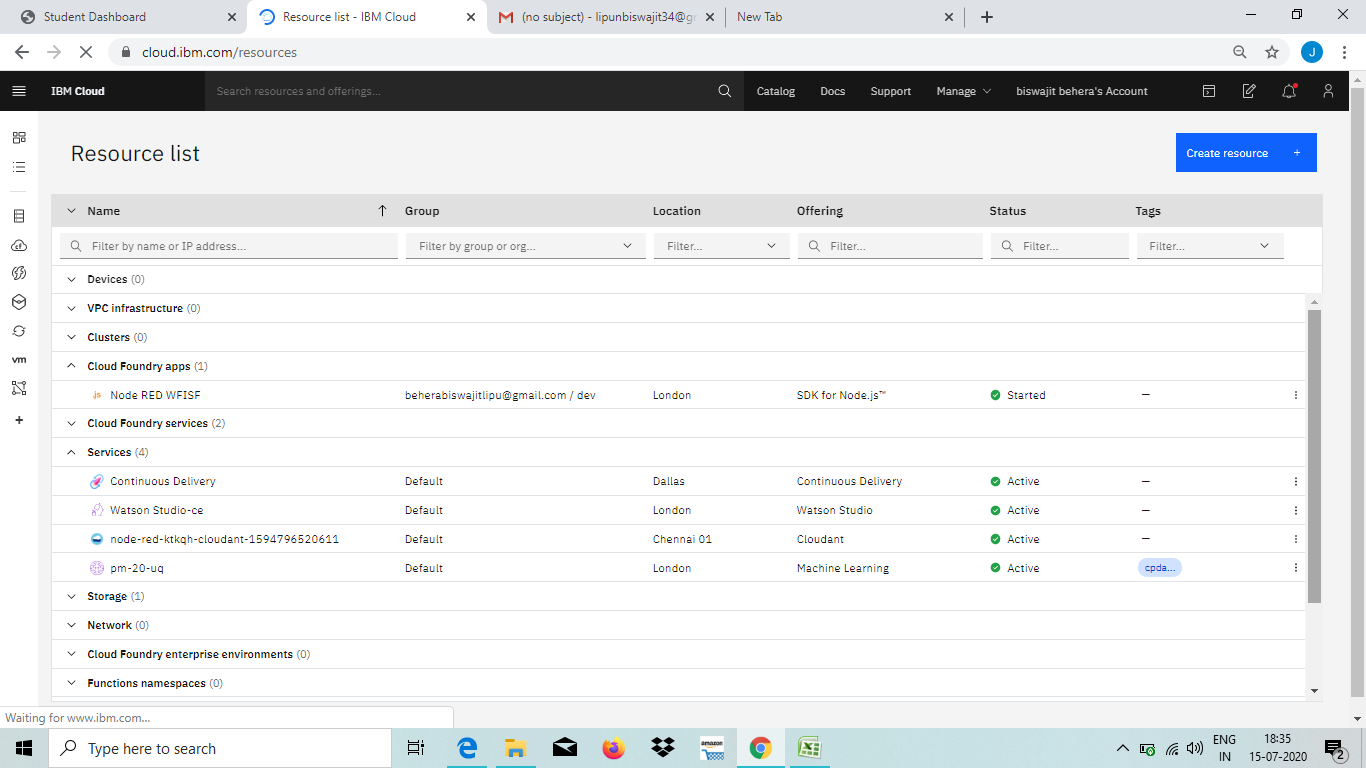 Student Dashboard
Resource list - IBM Cloud
(no subject) - lipunbiswajit34@g
New Tab
cloud.ibm.com/resources
J
IBM Cloud
Search resources and offerings...
Catalog
Docs
Support
Manage
biswajit behera's Account
Resource list
Create resource +
Name Group Location Offering Status Tags
Filter by name or IP address... Filter by group or org... Filter... Filter... Filter... Filter...
Devices (0)
VPC infrastructure (0)
Clusters (0)
Cloud Foundry apps (1)
JS Node RED WFISF beherabiswajitlipu@gmail.com / dev London SDK for Node.js™ Started —
Cloud Foundry services (2)
Services (4)
Continuous Delivery Default Dallas Continuous Delivery Active —
Watson Studio-ce Default London Watson Studio Active —
node-red-ktkqh-cloudant-1594796520611 Default Chennai 01 Cloudant Active —
pm-20-uq Default London Machine Learning Active cpda...
Storage (1)
Network (0)
Cloud Foundry enterprise environments (0)
Functions namespaces (0)
vm
Waiting for www.ibm.com...
Type here to search
amazon
ENG
IN
18:35
15-07-2020
2